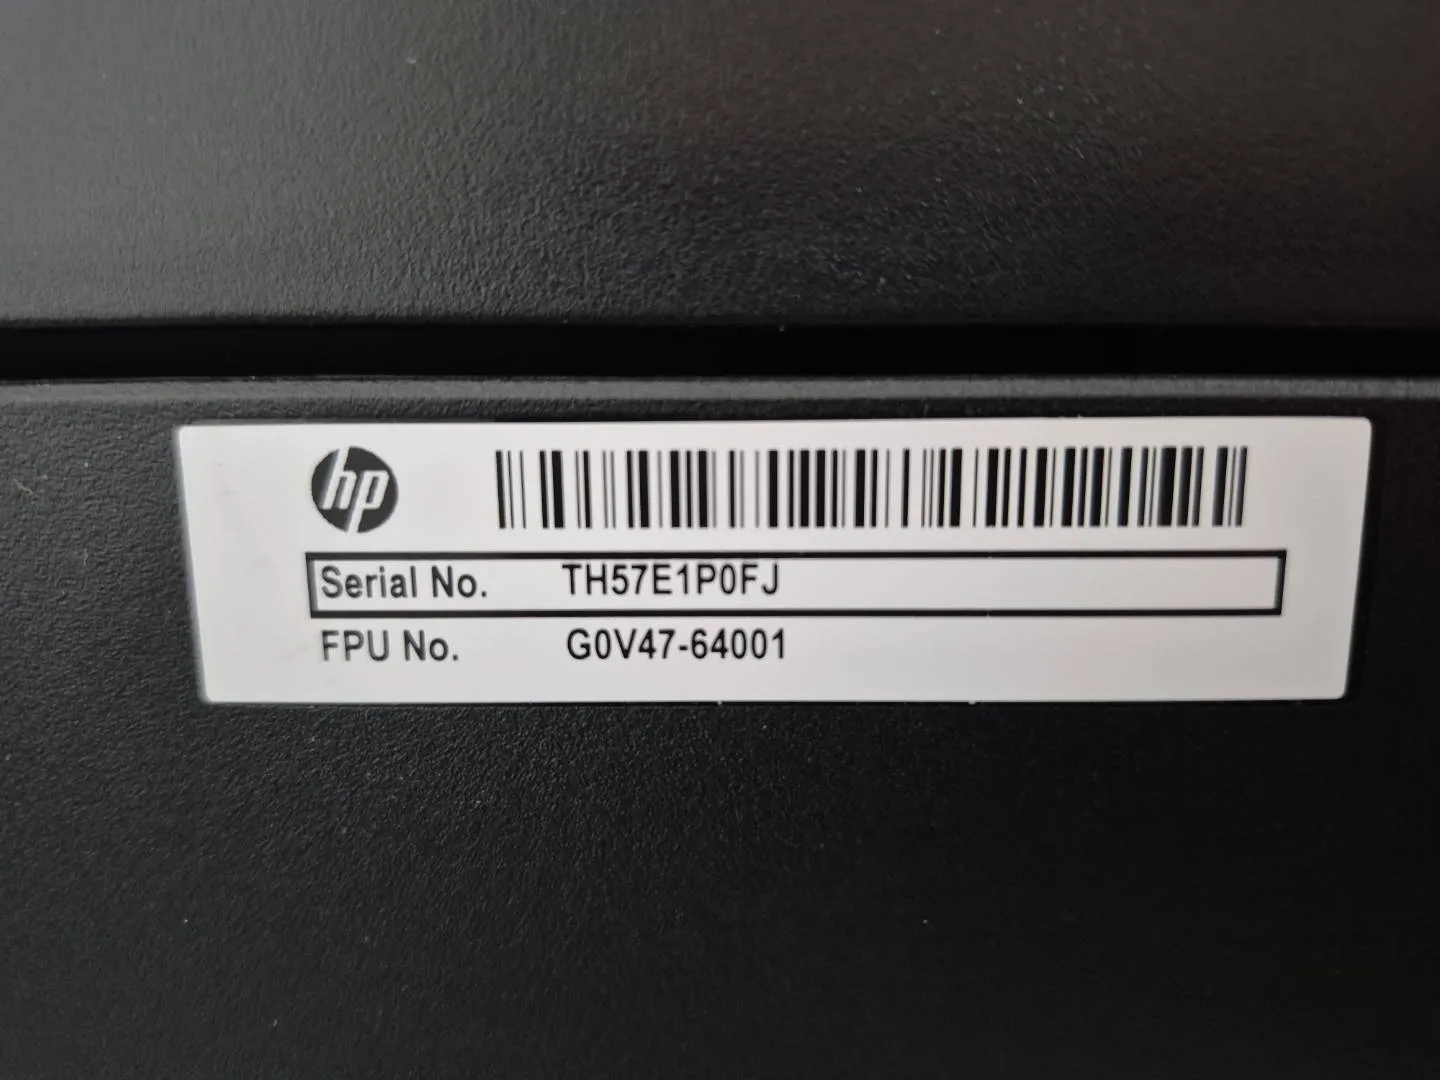 hp
Serial No. TH57E1P0FJ
FPU No. G0V47-64001